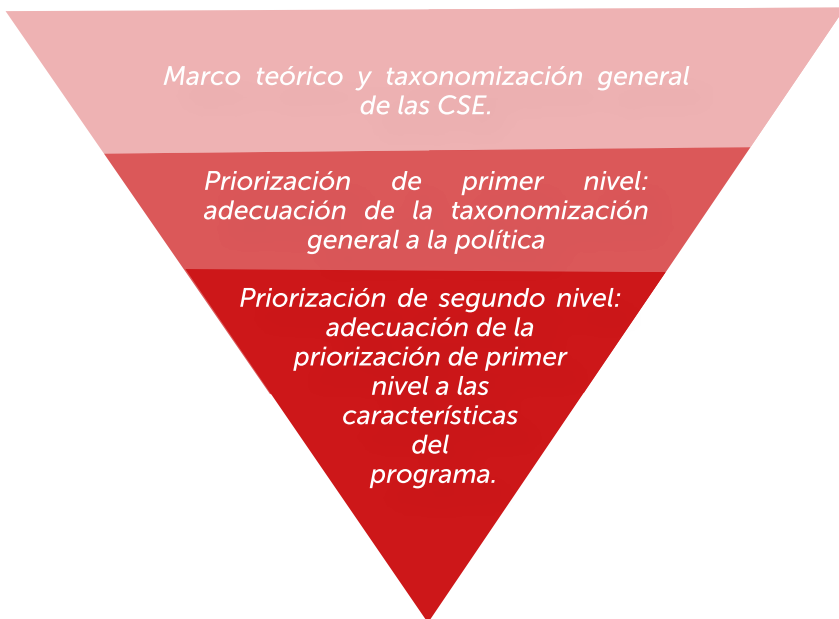 Marco teórico y taxonomización general
de las CSE.
Priorización de primer nivel:
adecuación de la taxonomización
general a la política
Priorización de segundo nivel:
adecuación de la
priorización de primer
nivel a las
características
del
programa.